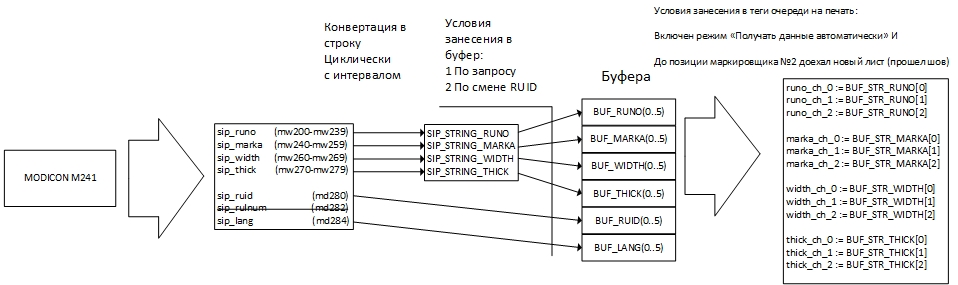 MODICON M241
sip_runo (mw200-mw239)
sip_marka (mw240-mw259)
sip_width (mw260-mw269)
sip_thick (mw270-mw279)
sip_ruid (md280)
sip_rulnum (md282)
sip_lang (md284)
Конвертация в
строку
Циклически
с интервалом
SIP_STRING_RUNO
SIP_STRING_MARKA
SIP_STRING_WIDTH
SIP_STRING_THICK
Условия
занесения в
буфер:
1 По запросу
2 По смене RUID
Буфера
BUF_RUNO(0..5)
BUF_MARKA(0..5)
BUF_WIDTH(0..5)
BUF_THICK(0..5)
BUF_RUID(0..5)
BUF_LANG(0..5)
Условия занесения в теги очереди на печать:
Включен режим «Получать данные автоматически» И
До позиции маркировщика №2 доехал новый лист (прошел шов)
runo_ch_0 := BUF_STR_RUNO[0]
runo_ch_1 := BUF_STR_RUNO[1]
runo_ch_2 := BUF_STR_RUNO[2]
marka_ch_0:= BUF_STR_MARKA[0]
marka_ch_1:= BUF_STR_MARKA[1]
marka_ch_2:= BUF_STR_MARKA[2]
width_ch_0 := BUF_STR_WIDTH[0]
width_ch_1 := BUF_STR_WIDTH[1]
width_ch_2 := BUF_STR_WIDTH[2]
thick_ch_0 := BUF_STR_THICK[0]
thick_ch_1 := BUF_STR_THICK[1]
thick_ch_2 := BUF_STR_THICK[2]